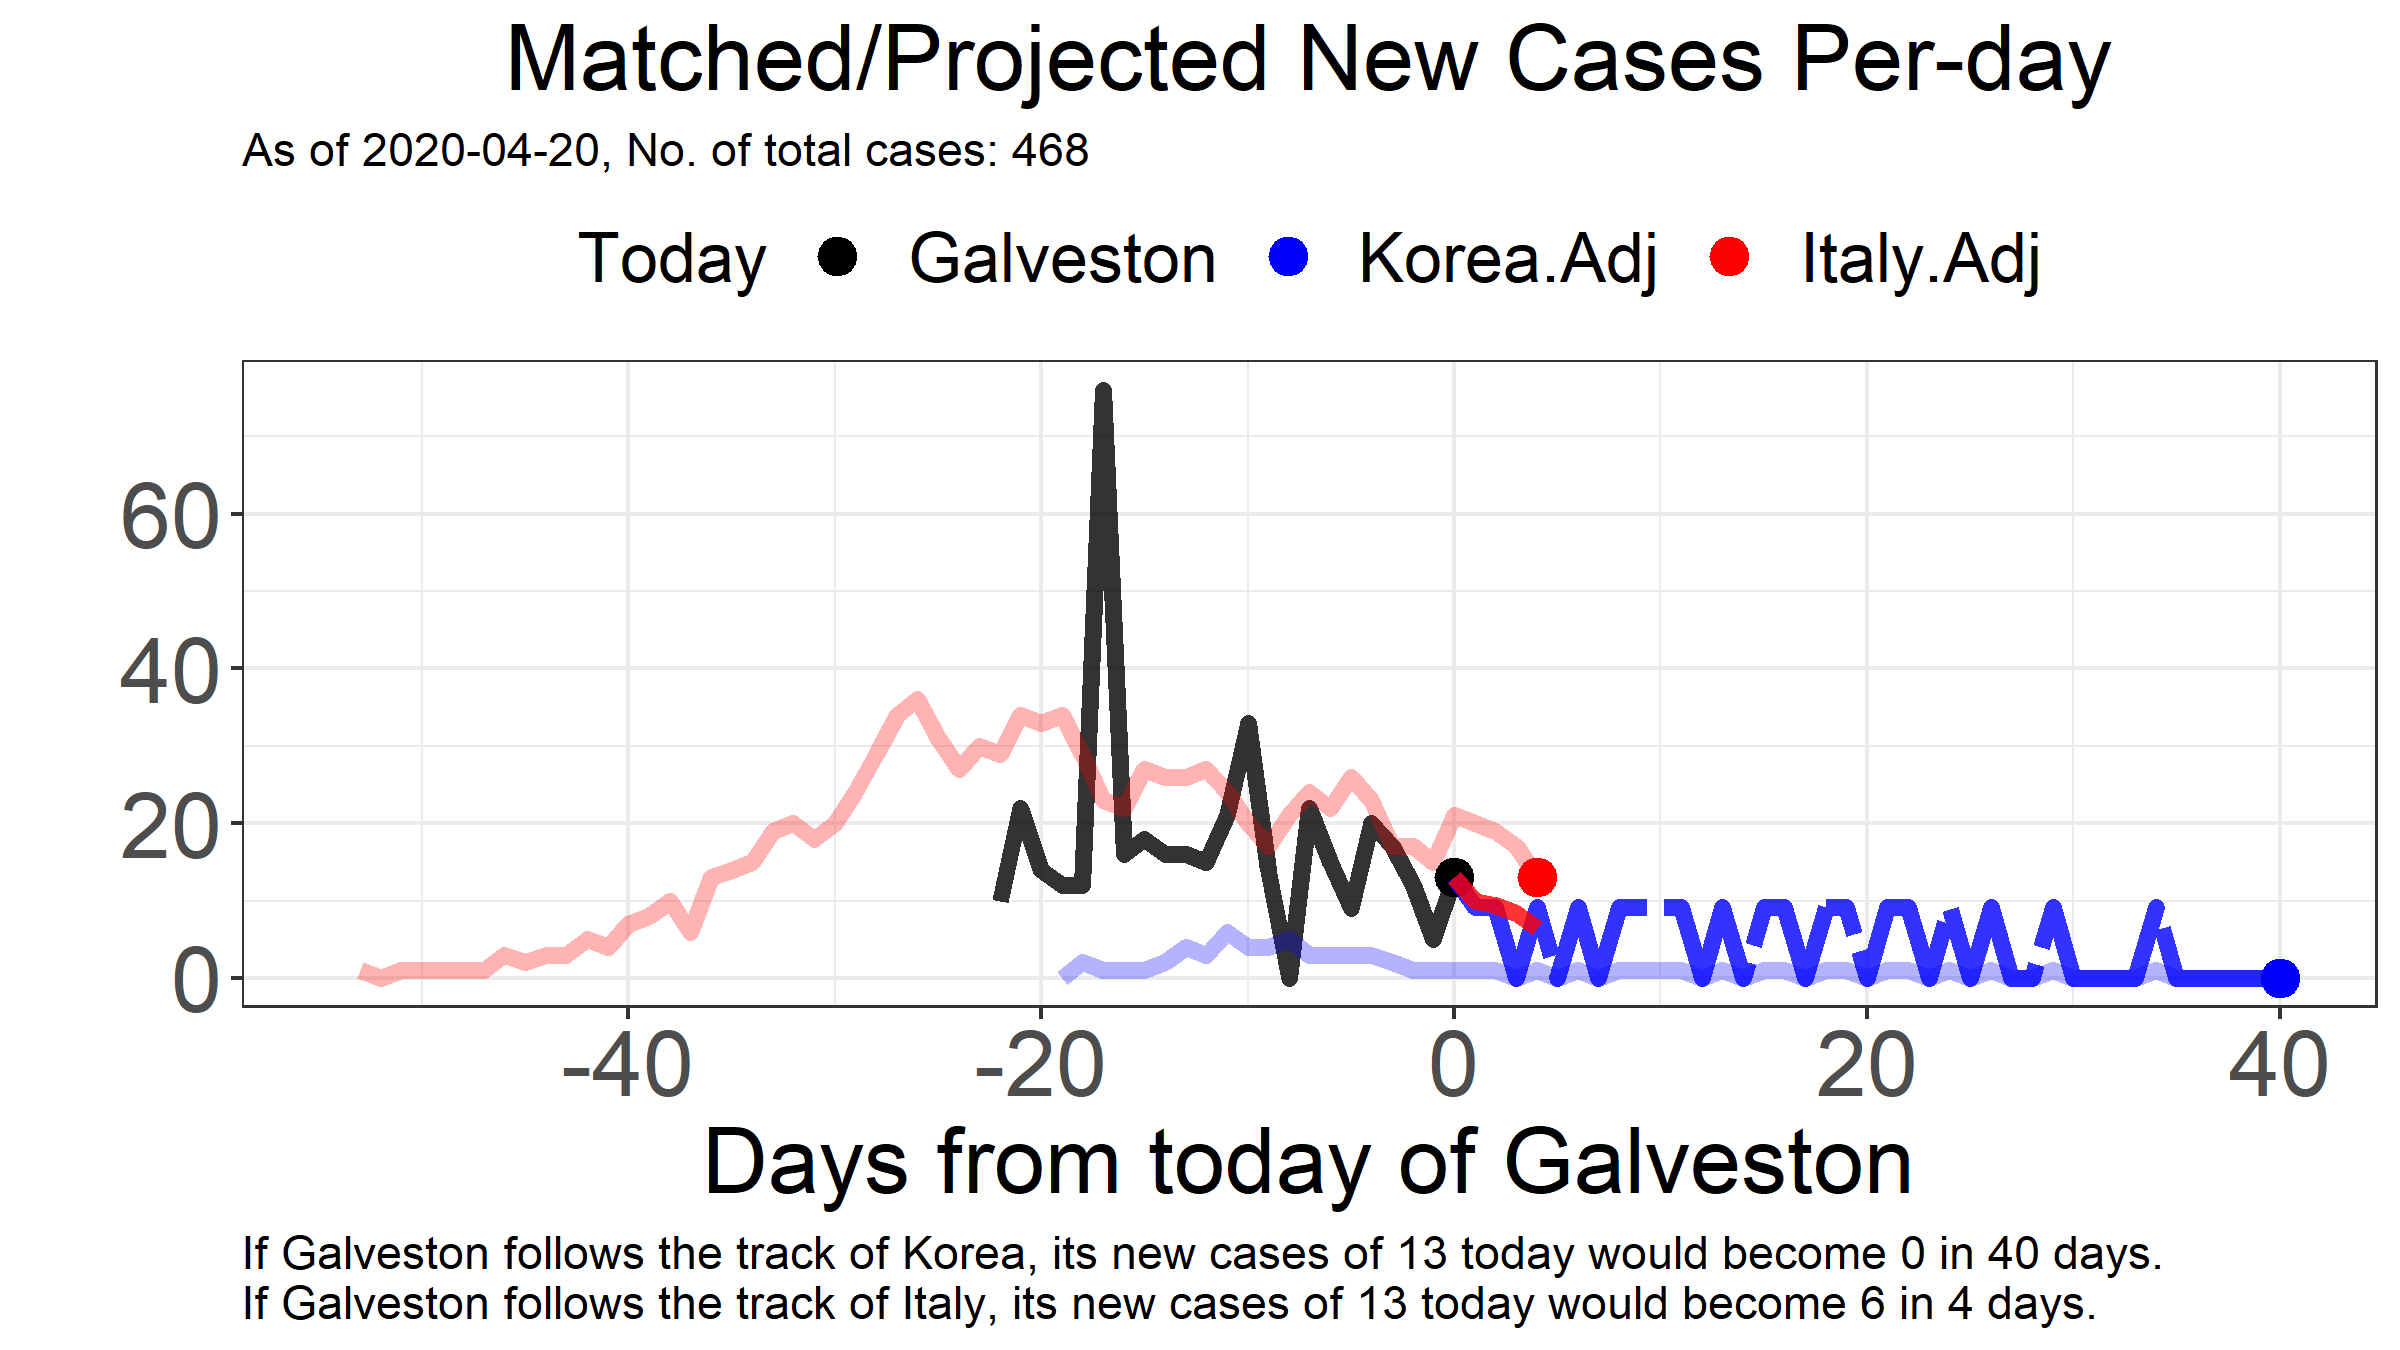 Matched/Projected New Cases Per-day
As of 2020-04-20, No. of total cases: 468
Today Galveston Korea.Adj Italy.Adj
60
40
20
0
-40 -20 0 20 40
Days from today of Galveston
If Galveston follows the track of Korea, its new cases of 13 today would become 0 in 40 days.
If Galveston follows the track of Italy, its new cases of 13 today would become 6 in 4 days.